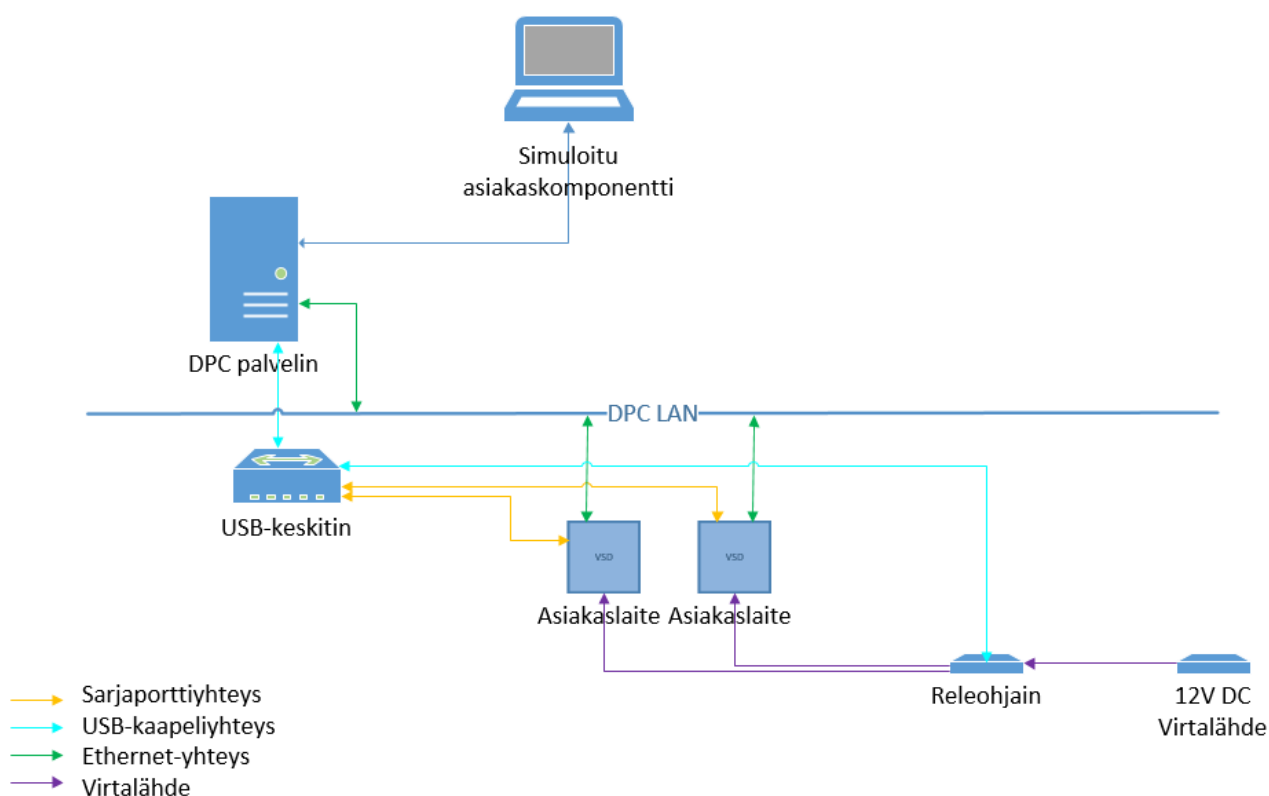 Simuloitu
asiakaskomponentti
DPC palvelin
DPC LAN
USB-keskitin
VSD
VSD
Asiakaslaite
Asiakaslaite
Releohjain
12V DC
Virtalähde
Sarjaporttiyhteys
USB-kaapeliyhteys
Ethernet-yhteys
Virtalähde